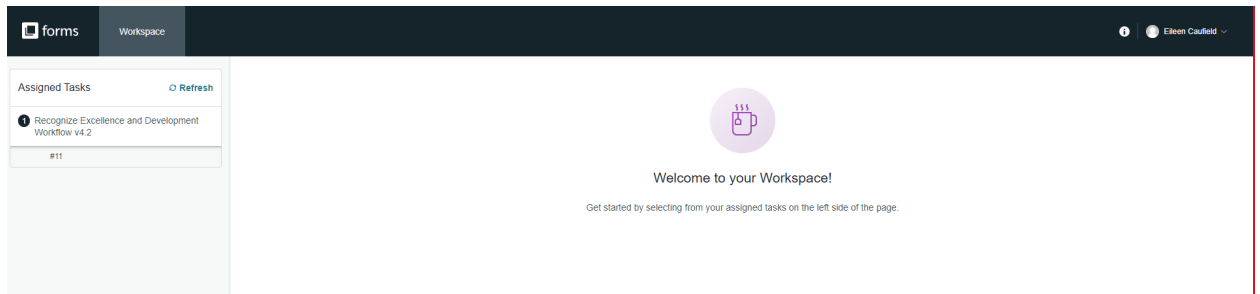 forms
Workspace
Eileen Caufield
Assigned Tasks
Refresh
1
Recognize Excellence and Development
Workflow v4.2
#11
Welcome to your Workspace!
Get started by selecting from your assigned tasks on the left side of the page.